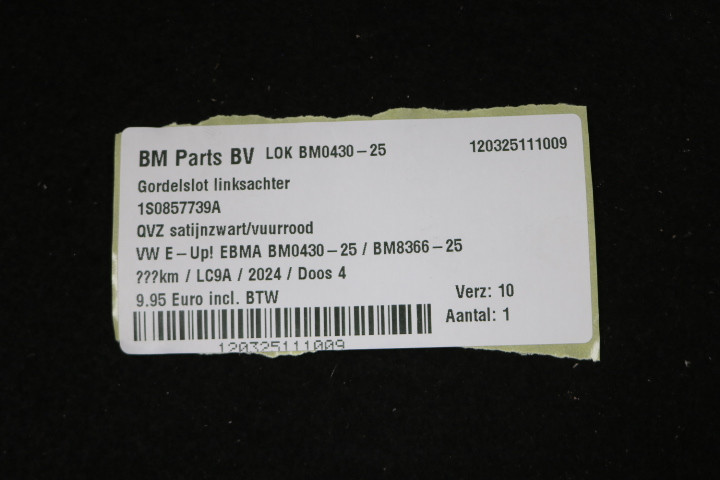 BM Parts BV LOK BM0430-25 120325111009
Gordelslot linksachter
1S0857739A
QVZ satijnzwart/vuurrood
VW E-Up! EBMA BM0430-25 / BM8366-25
???km / LC9A / 2024 / Doos 4
9.95 Euro incl. BTW Verz: 10
Aantal: 1
120325111009